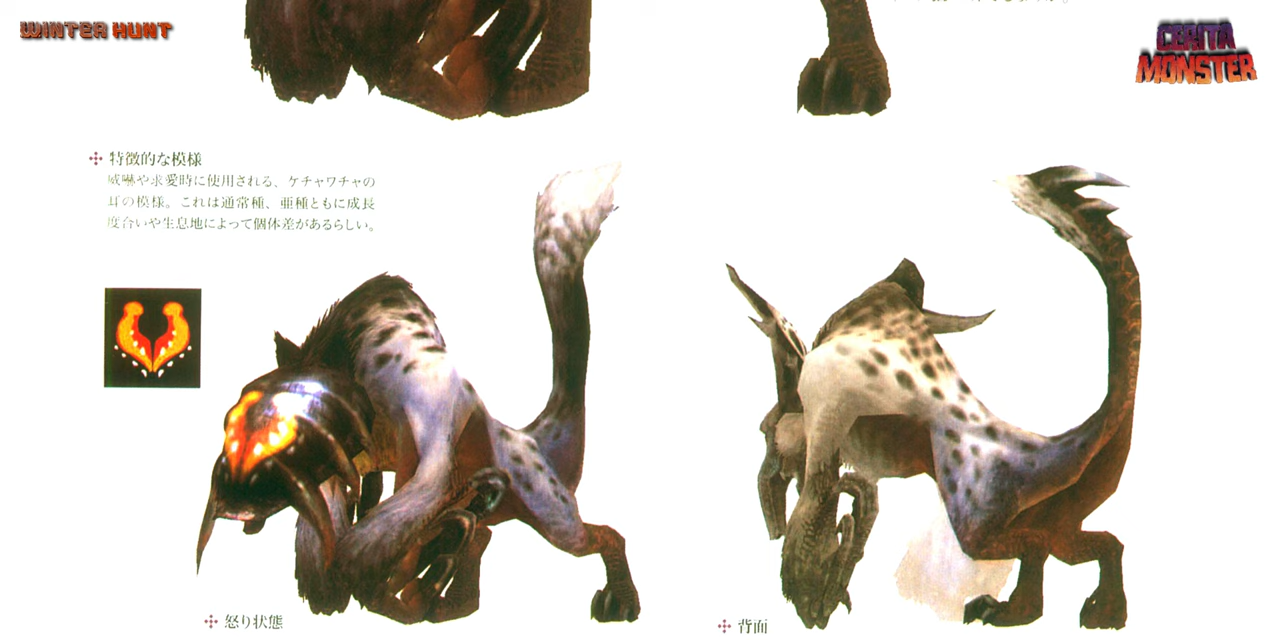 WINTER HUNT
CERITA
MONSTER
特徴的な模様
威嚇や求愛時に使用される、ケチャワチャの
耳の模様。これは通常種、亜種ともに成長
度合いや生息地によって個体差があるらしい。
怒り状態
背面